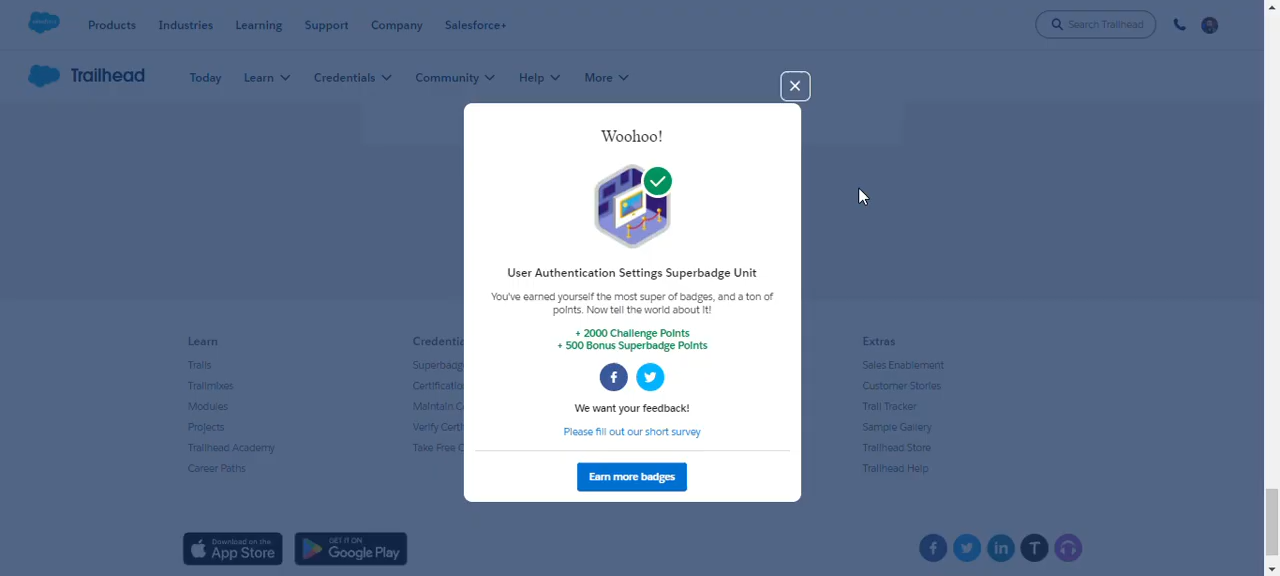 Products Industries Learning Support Company Salesforce+ Search Trailhead
Trailhead Today Learn Credentials Community Help More
Woohoo!
User Authentication Settings Superbadge Unit
You've earned yourself the most super of badges, and a ton of
points. Now tell the world about it!
+ 2000 Challenge Points
+ 500 Bonus Superbadge Points
We want your feedback!
Please fill out our short survey
Earn more badges
Learn
Trails
Trailmixes
Modules
Projects
Trailhead Academy
Career Paths
Superbadge
Maintain
Extras
Sales Enablement
Customer Stories
Trail Tracker
Sample Gallery
Trailhead Store
Trailhead Help
Download on the
App Store
GET IT ON
Google Play